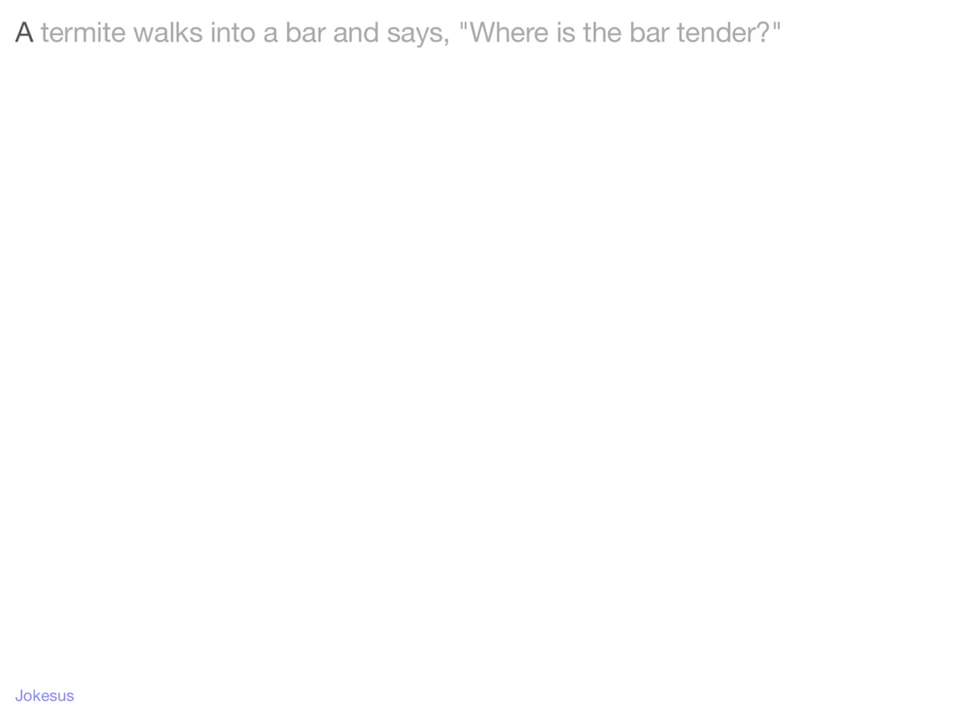 A termite walks into a bar and says, "Where is the bar tender?"
Jokesus